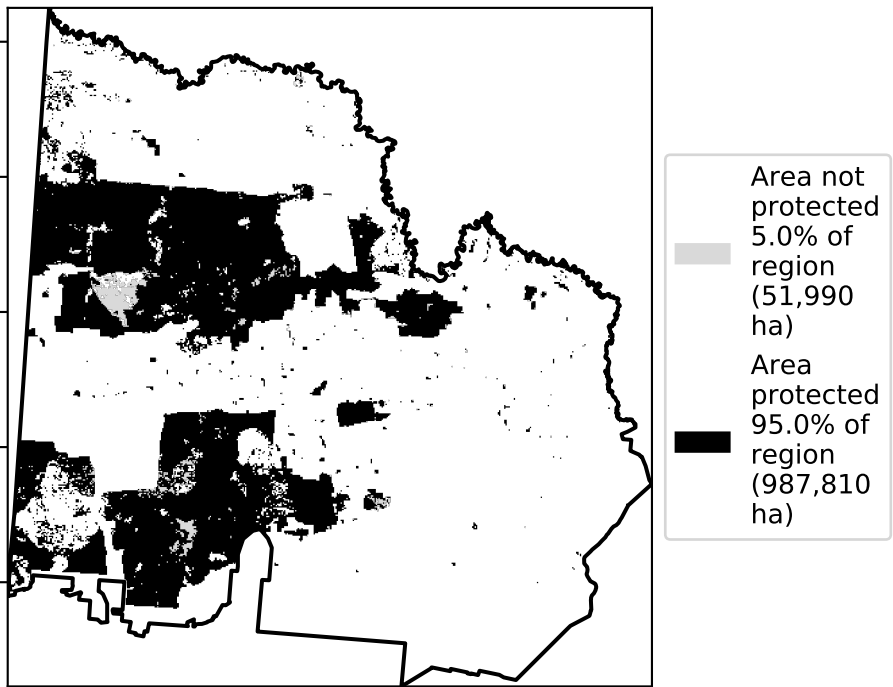 Area not
protected
5.0% of
region
(51,990
ha)
Area
protected
95.0% of
region
(987,810
ha)